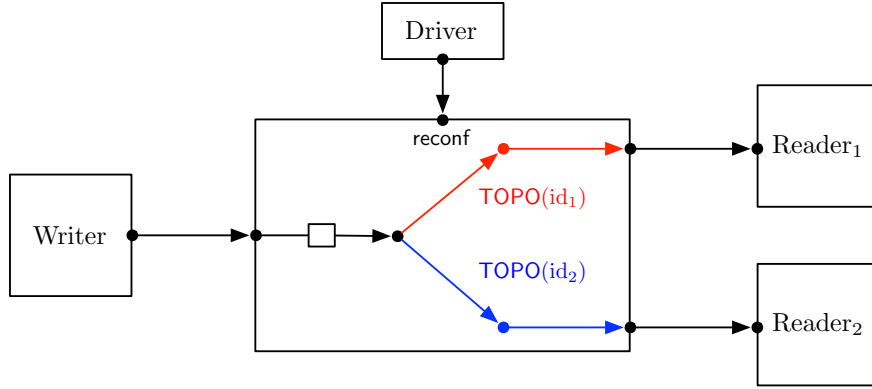 Driver
reconf
Reader₁
TOPO(id₁)
Writer
TOPO(id₂)
Reader₂